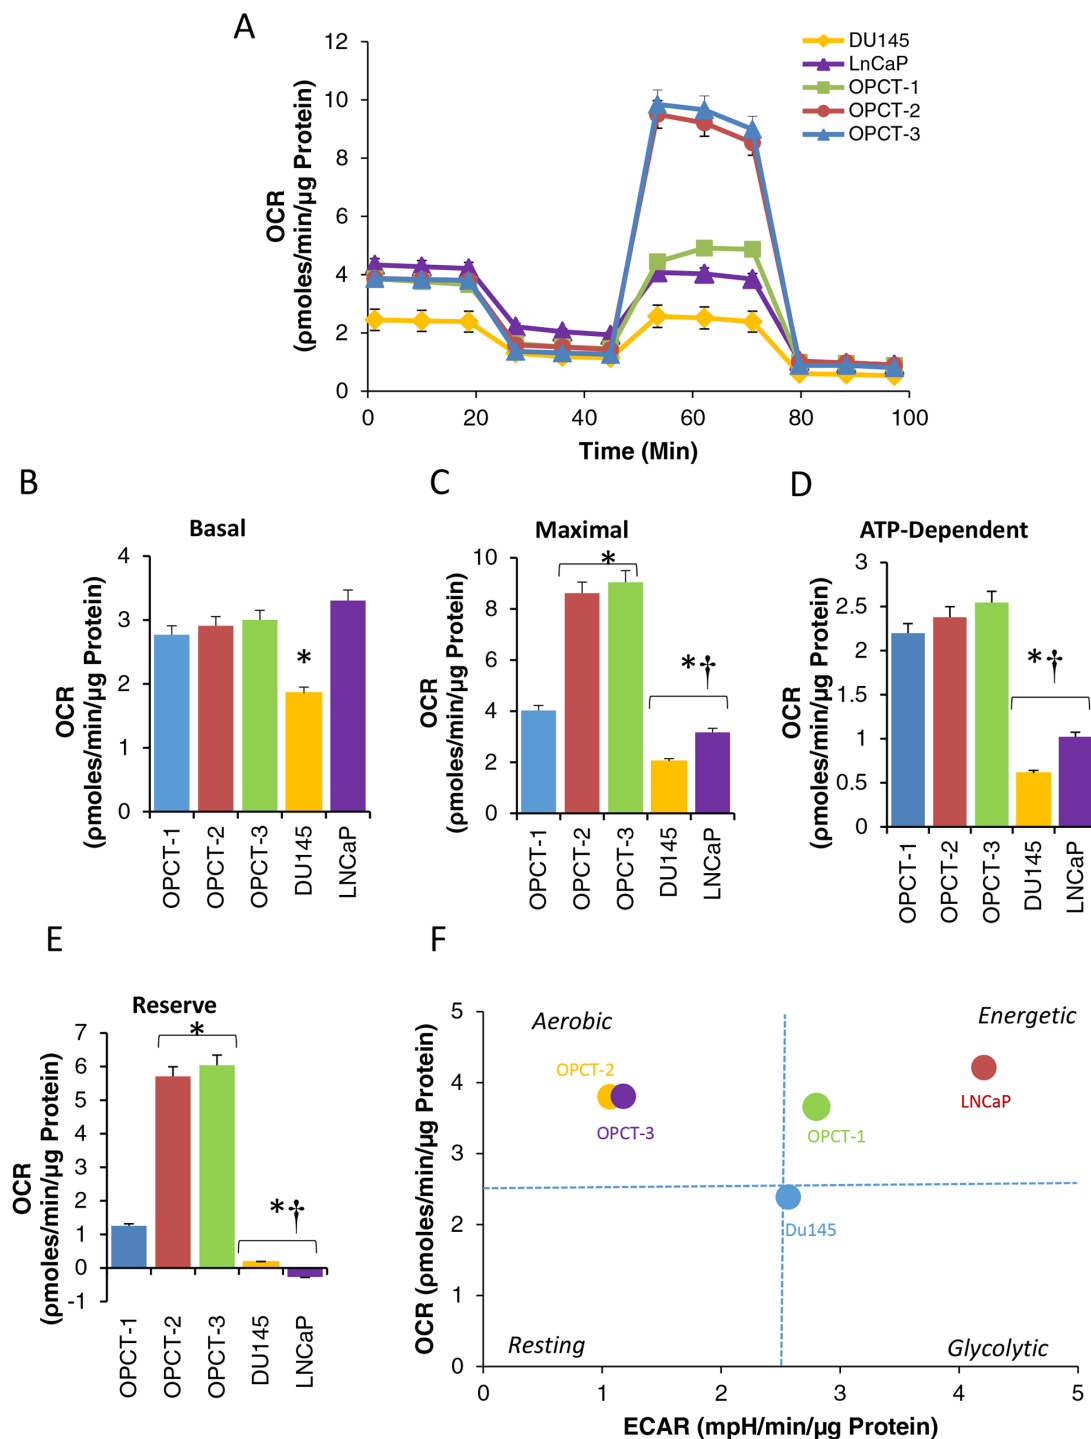 A
DU145
LnCaP
OPCT-1
OPCT-2
OPCT-3
OCR
(ρmoles/min/µg Protein)
12
10
8
6
4
2
0
0 20 40 60 80 100
Time (Min)
B
Basal
OCR
(ρmoles/min/µg Protein)
4
3
2
1
0
*
OPCT-1
OPCT-2
OPCT-3
DU145
LNCaP
C
Maximal
OCR
(ρmoles/min/µg Protein)
10
8
6
4
2
0
*
*†
OPCT-1
OPCT-2
OPCT-3
DU145
LNCaP
D
ATP-Dependent
OCR
(ρmoles/min/µg Protein)
3
2.5
2
1.5
1
0.5
0
*†
OPCT-1
OPCT-2
OPCT-3
DU145
LNCaP
E
Reserve
OCR
(ρmoles/min/µg Protein)
7
6
5
4
3
2
1
0
-1
*
*†
OPCT-1
OPCT-2
OPCT-3
DU145
LNCaP
F
OCR (ρmoles/min/µg Protein)
5
4
3
2
1
0
Aerobic
Energetic
OPCT-2
OPCT-3
OPCT-1
LNCaP
Du145
Resting
Glycolytic
0 1 2 3 4 5
ECAR (mpH/min/µg Protein)